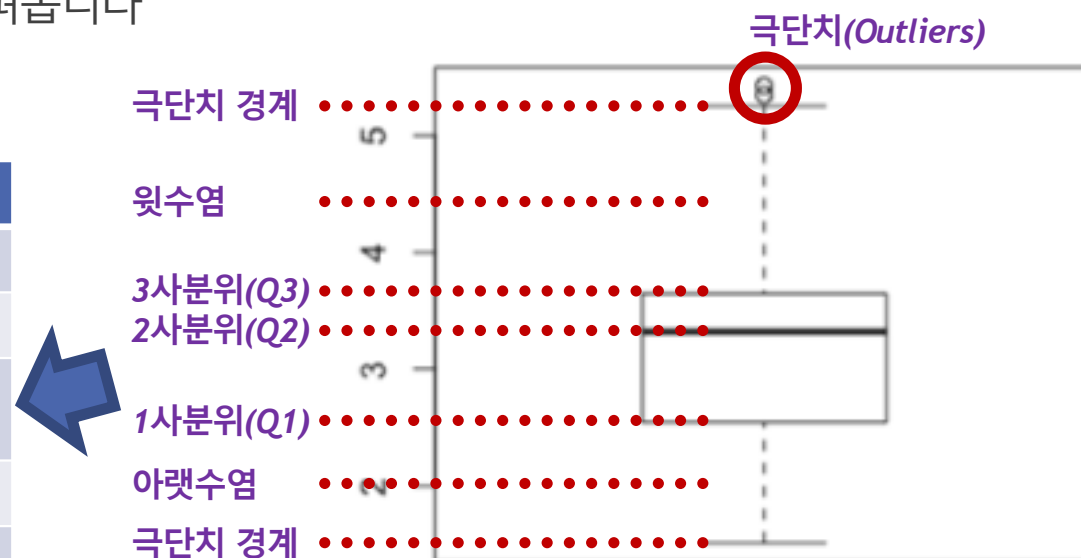 극단치(Outliers)
극단치 경계
5
윗수염
4
3사분위(Q3)
2사분위(Q2)
3
1사분위(Q1)
아랫수염
2
극단치 경계